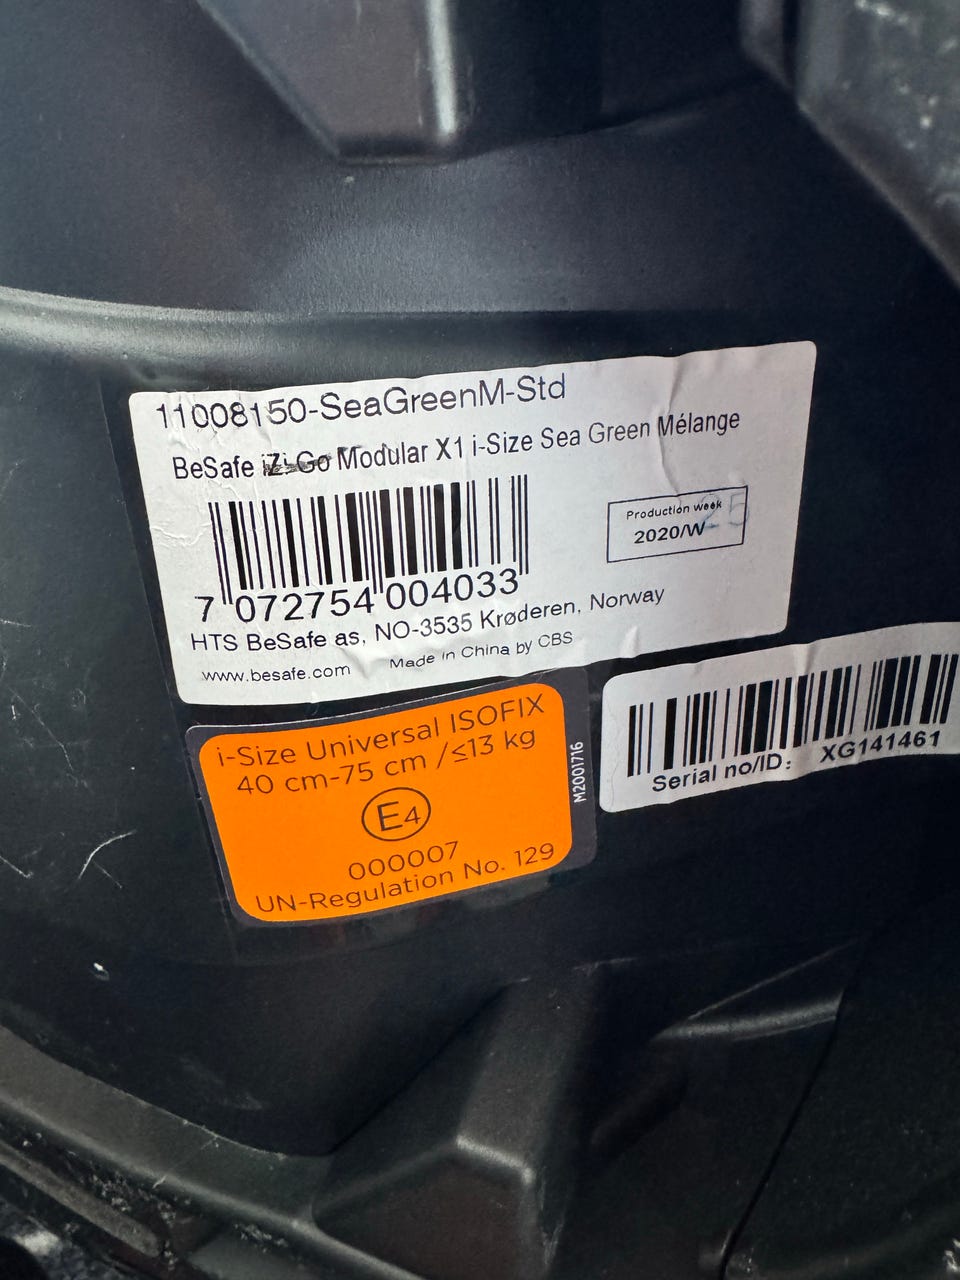 11008150-SeaGreenM-Std
BeSafe iZi Go Modular X1 i-Size Sea Green Mélange
Production week
2020/W 25
7 072754 004033
HTS BeSafe as, NO-3535 Krøderen, Norway
www.besafe.com Made in China by CBS
i-Size Universal ISOFIX
40 cm-75 cm /≤13 kg
E4
000007
UN-Regulation No. 129
M2001716
Serial no/ID: XG141461